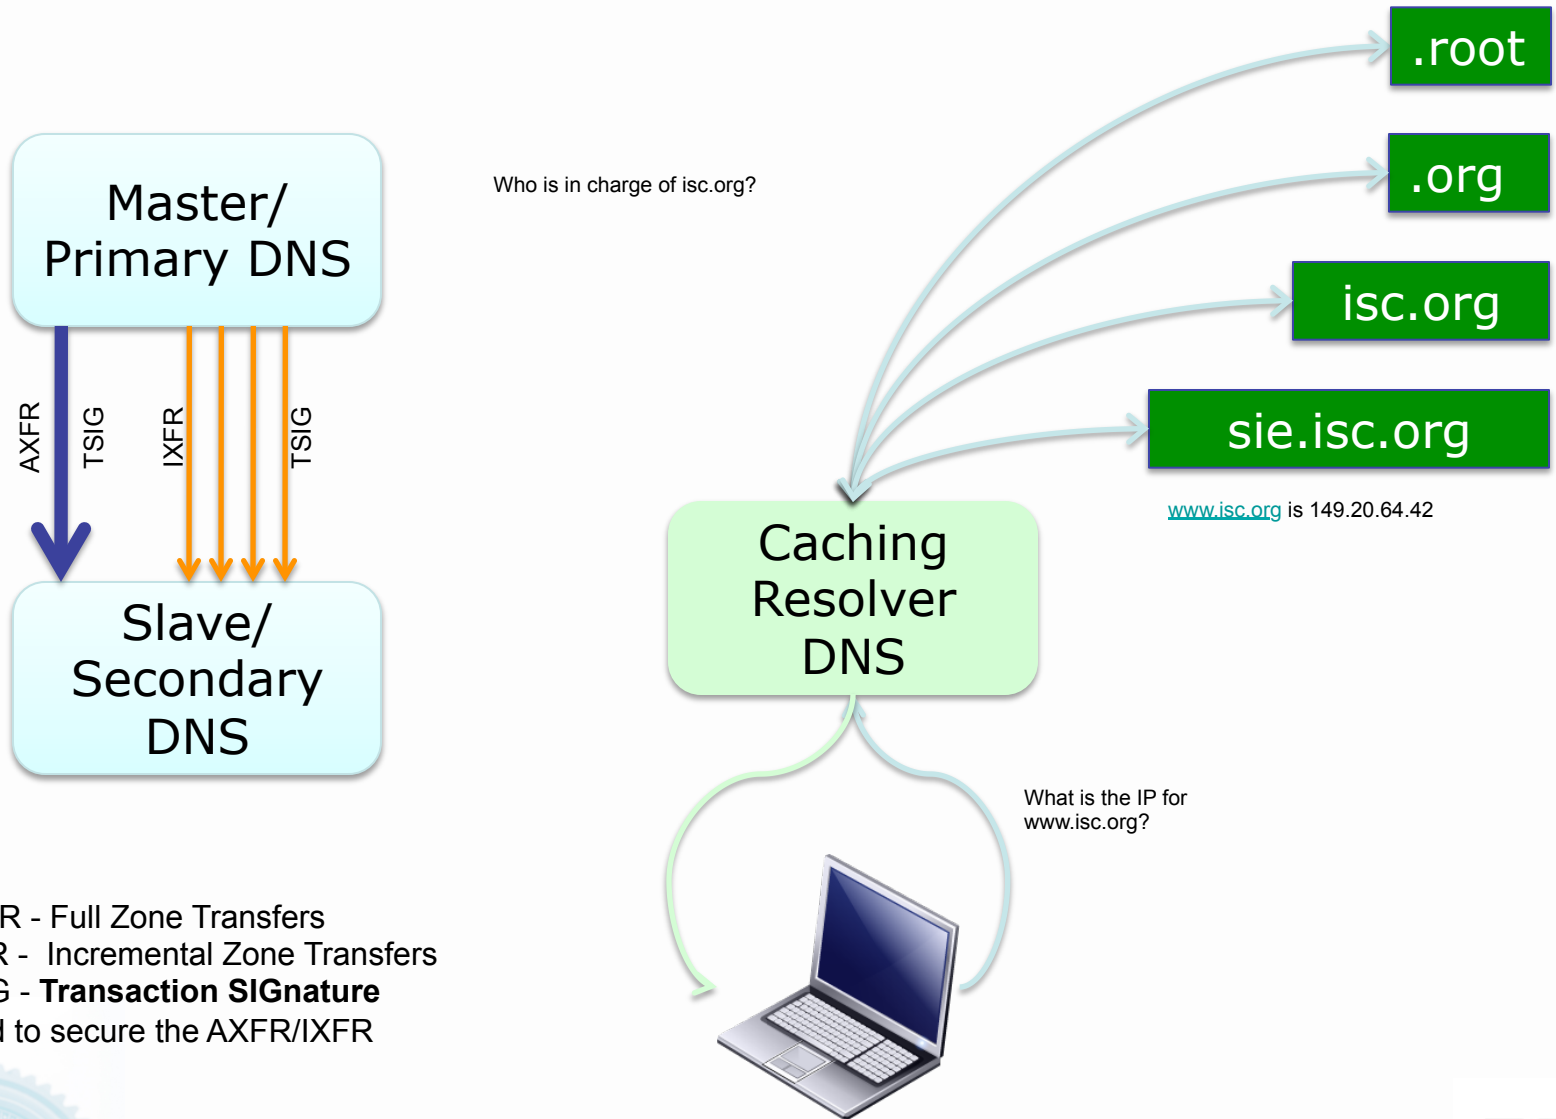 .root
.org
isc.org
sie.isc.org
www.isc.org is 149.20.64.42
Who is in charge of isc.org?
Master/
Primary DNS
AXFR
TSIG
IXFR
TSIG
Slave/
Secondary
DNS
Caching
Resolver
DNS
What is the IP for
www.isc.org?
R - Full Zone Transfers
R -  Incremental Zone Transfers
G - Transaction SIGnature
d to secure the AXFR/IXFR